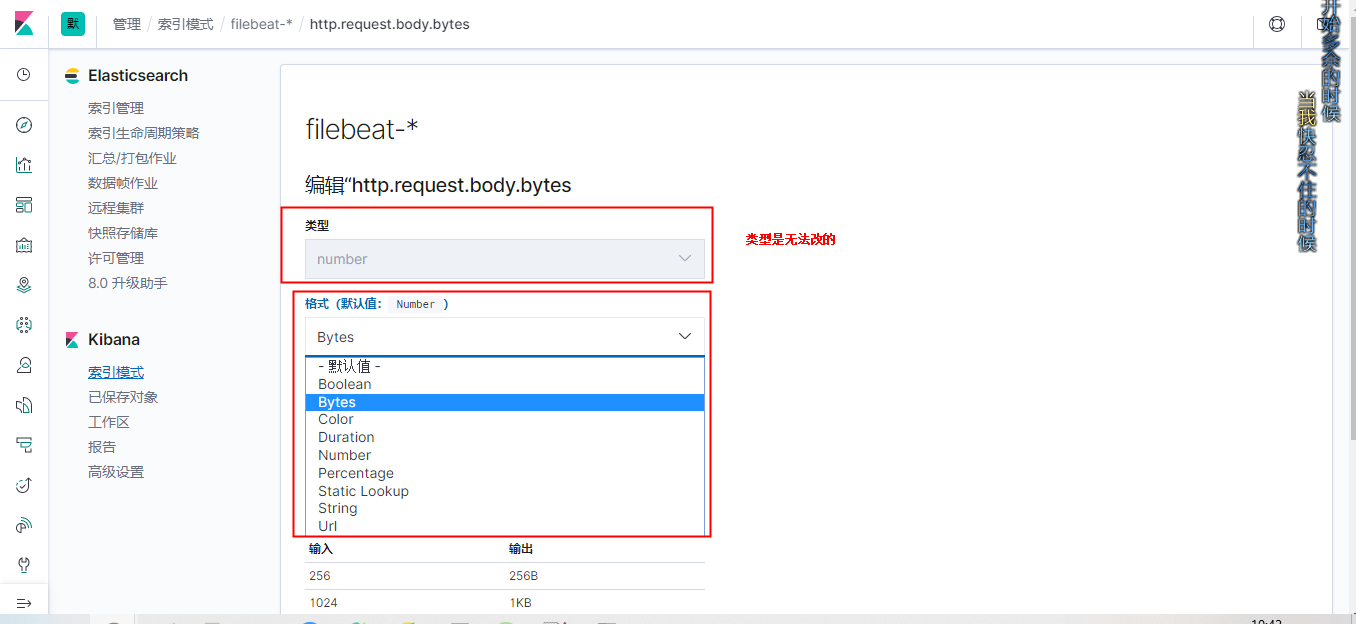 默
管理 / 索引模式 / filebeat-* / http.request.body.bytes
Elasticsearch
索引管理
索引生命周期策略
汇总/打包作业
数据帧作业
远程集群
快照存储库
许可管理
8.0 升级助手
Kibana
索引模式
已保存对象
工作区
报告
高级设置
filebeat-*
编辑“http.request.body.bytes
类型
number
类型是无法改的
格式（默认值: Number ）
Bytes
- 默认值 -
Boolean
Bytes
Color
Duration
Number
Percentage
Static Lookup
String
Url
输入 输出
256 256B
1024 1KB
开始多余的时候
当我快忍不住的时候